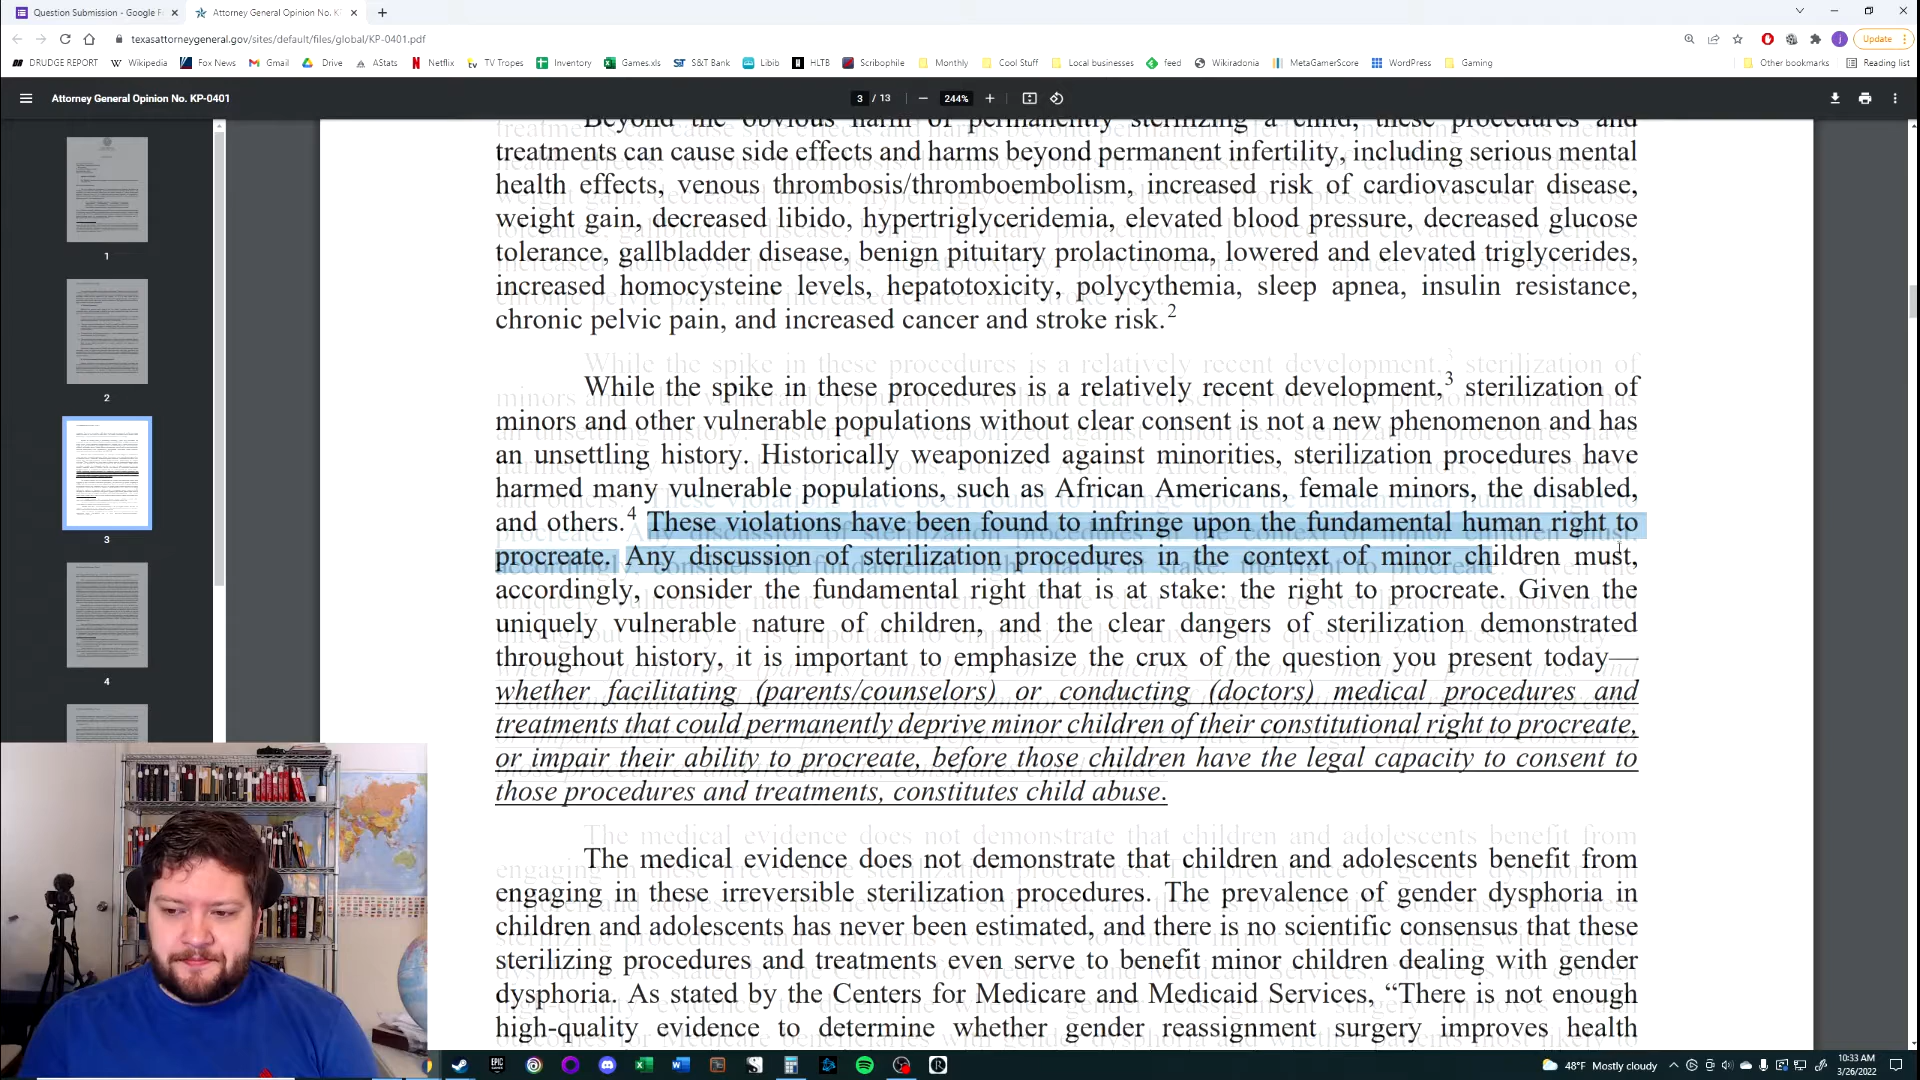 Question Submission - Google F
Attorney General Opinion No. K
texasattorneygeneral.gov/sites/default/files/global/KP-0401.pdf
Update
DRUDGE REPORT
Wikipedia
Fox News
Gmail
Drive
AStats
Netflix
TV Tropes
Inventory
Games.xls
S&T Bank
Libib
HLTB
Scribophile
Monthly
Cool Stuff
Local businesses
feed
Wikiradonia
MetaGamerScore
WordPress
Gaming
Other bookmarks
Reading list
Attorney General Opinion No. KP-0401
3 / 13
244%
1
2
3
4
Beyond the obvious harm of permanently sterilizing a child, these procedures and
treatments can cause side effects and harms beyond permanent infertility, including serious mental
health effects, venous thrombosis/thromboembolism, increased risk of cardiovascular disease,
weight gain, decreased libido, hypertriglyceridemia, elevated blood pressure, decreased glucose
tolerance, gallbladder disease, benign pituitary prolactinoma, lowered and elevated triglycerides,
increased homocysteine levels, hepatotoxicity, polycythemia, sleep apnea, insulin resistance,
chronic pelvic pain, and increased cancer and stroke risk.2
While the spike in these procedures is a relatively recent development,3 sterilization of
minors and other vulnerable populations without clear consent is not a new phenomenon and has
an unsettling history. Historically weaponized against minorities, sterilization procedures have
harmed many vulnerable populations, such as African Americans, female minors, the disabled,
and others.4 These violations have been found to infringe upon the fundamental human right to
procreate. Any discussion of sterilization procedures in the context of minor children must,
accordingly, consider the fundamental right that is at stake: the right to procreate. Given the
uniquely vulnerable nature of children, and the clear dangers of sterilization demonstrated
throughout history, it is important to emphasize the crux of the question you present today—
whether facilitating (parents/counselors) or conducting (doctors) medical procedures and
treatments that could permanently deprive minor children of their constitutional right to procreate,
or impair their ability to procreate, before those children have the legal capacity to consent to
those procedures and treatments, constitutes child abuse.
The medical evidence does not demonstrate that children and adolescents benefit from
engaging in these irreversible sterilization procedures. The prevalence of gender dysphoria in
children and adolescents has never been estimated, and there is no scientific consensus that these
sterilizing procedures and treatments even serve to benefit minor children dealing with gender
dysphoria. As stated by the Centers for Medicare and Medicaid Services, “There is not enough
high-quality evidence to determine whether gender reassignment surgery improves health
48°F Mostly cloudy
10:33 AM
3/26/2022